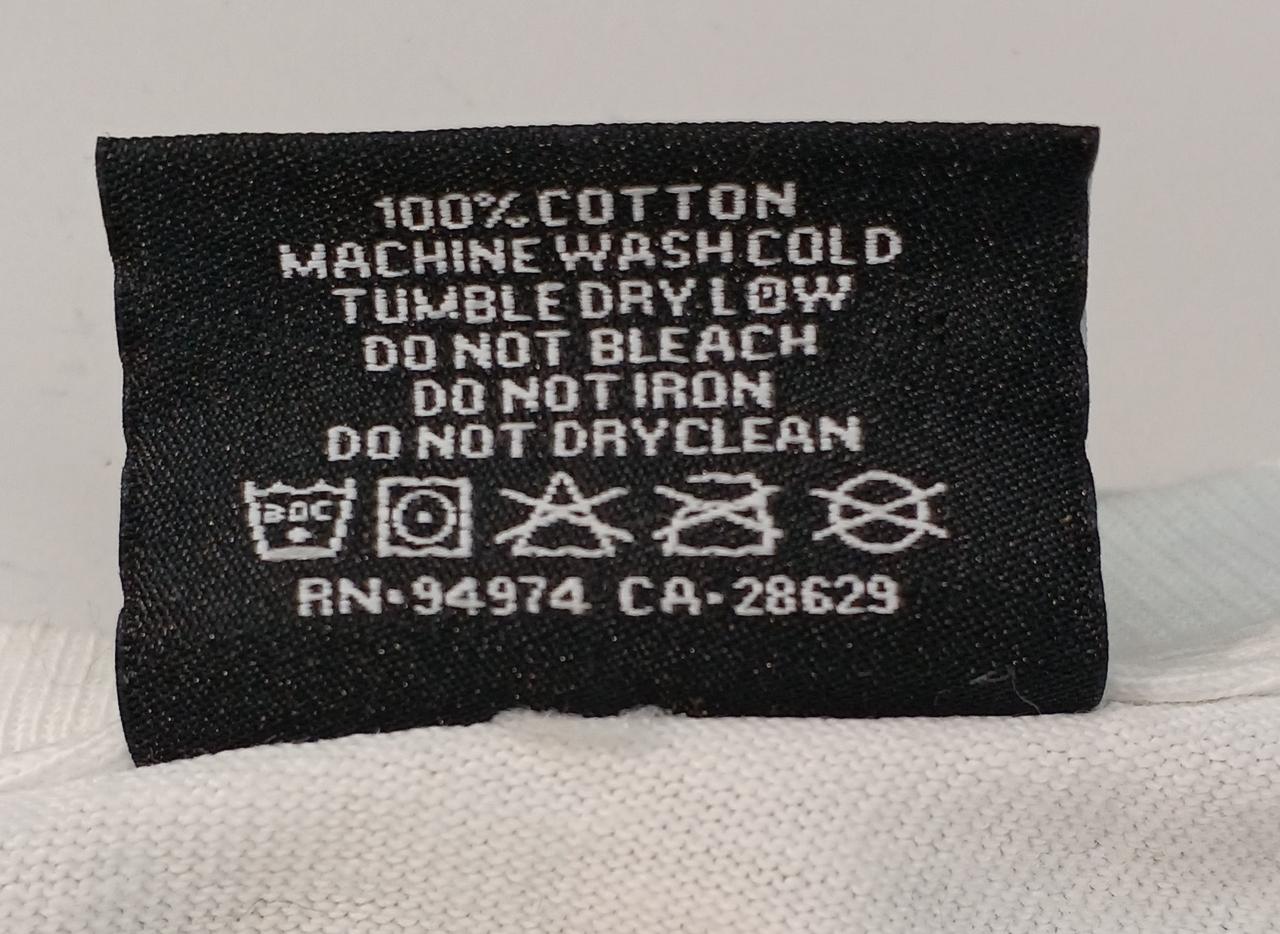 100% COTTON
MACHINE WASH COLD
TUMBLE DRY LOW
DO NOT BLEACH
DO NOT IRON
DO NOT DRYCLEAN
30C
RN·94974 CA·28629